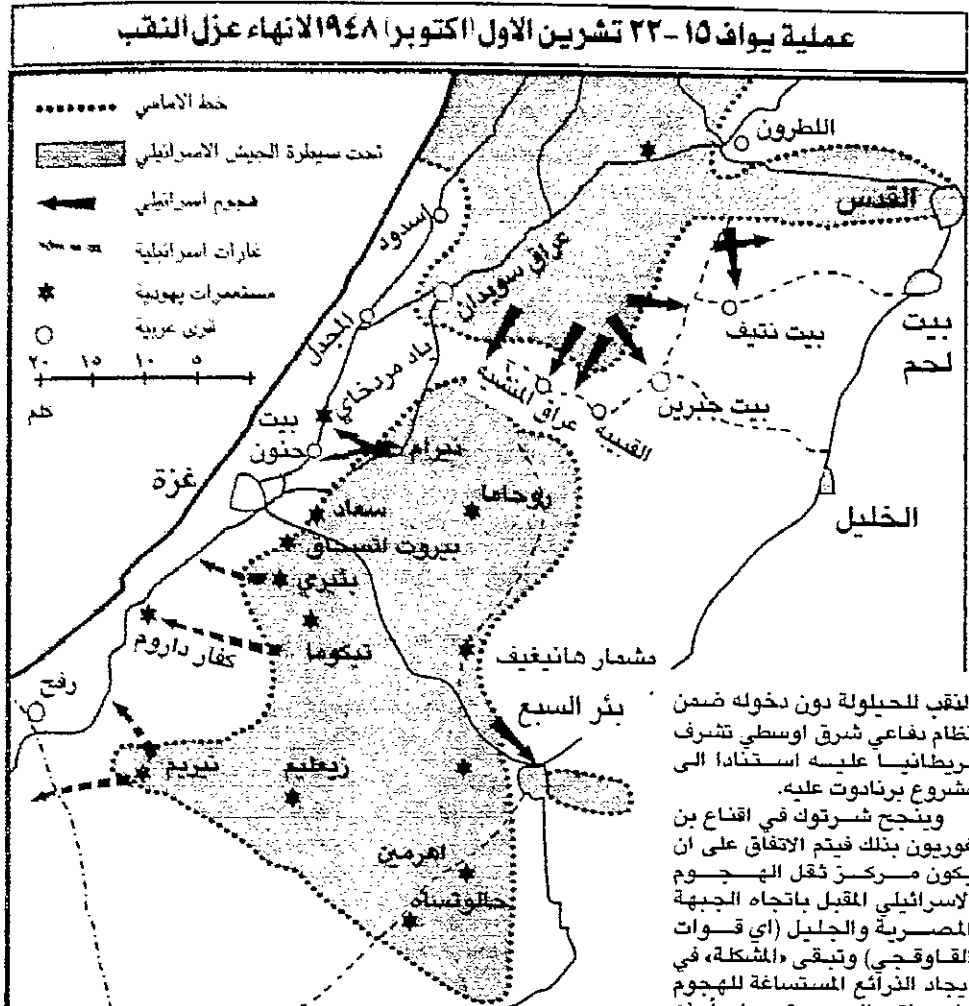 عملية يواف ١٥-٢٢ تشرين الاول (اكتوبر) ١٩٤٨ لانهاء عزل النقب
خط الامامي
تحت سيطرة الجيش الاسرائيلي
هجوم اسرائيلي
غارات اسرائيلية
مستعمرات يهودية
قرى عربية
٢٠ ١٥ ١٠ ٥
كلم
اللطرون
القدس
اسدود
عراق سويدان
المجدل
بيت نتيف
بيت
لحم
ياد مردخاي
عراق المنشية
القبيبه
بيت جبرين
بيت
حنون
نيرام
غزة
روحاما
الخليل
سعاد
بيروت اتسحاق
بئيري
تيكوما
كفار داروم
مشمار هانيغيف
رفح
بئر السبع
نيريم
زيعليم
اهرمين
حالوتساه
النقب للحيلولة دون دخوله ضمن
نظام دفاعي شرق اوسطي تشرف
بريطانيا عليه استنادا الى
مشروع برنادوت عليه.
وينجح شرتوك في اقناع بن
غوريون بذلك فيتم الاتفاق على ان
يكون مركز ثقل الهجوم
الاسرائيلي المقبل باتجاه الجبهة
المصرية والجليل (اي قوات
القاوقجي) وتبقى «المشكلة» في
ايجاد الذرائع المستساغة للهجوم